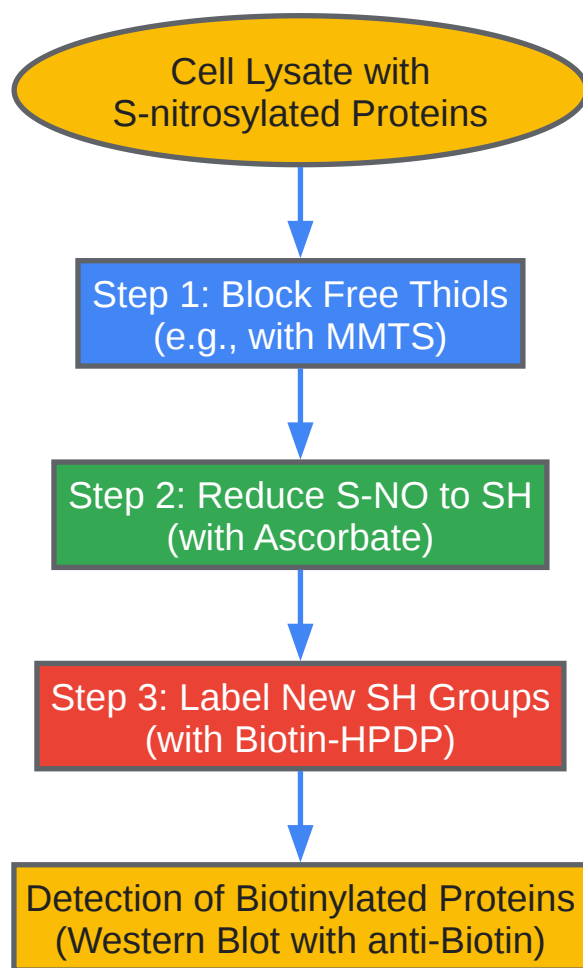 Cell Lysate with
S-nitrosylated Proteins
Step 1: Block Free Thiols
(e.g., with MMTS)
Step 2: Reduce S-NO to SH
(with Ascorbate)
Step 3: Label New SH Groups
(with Biotin-HPDP)
Detection of Biotinylated Proteins
(Western Blot with anti-Biotin)